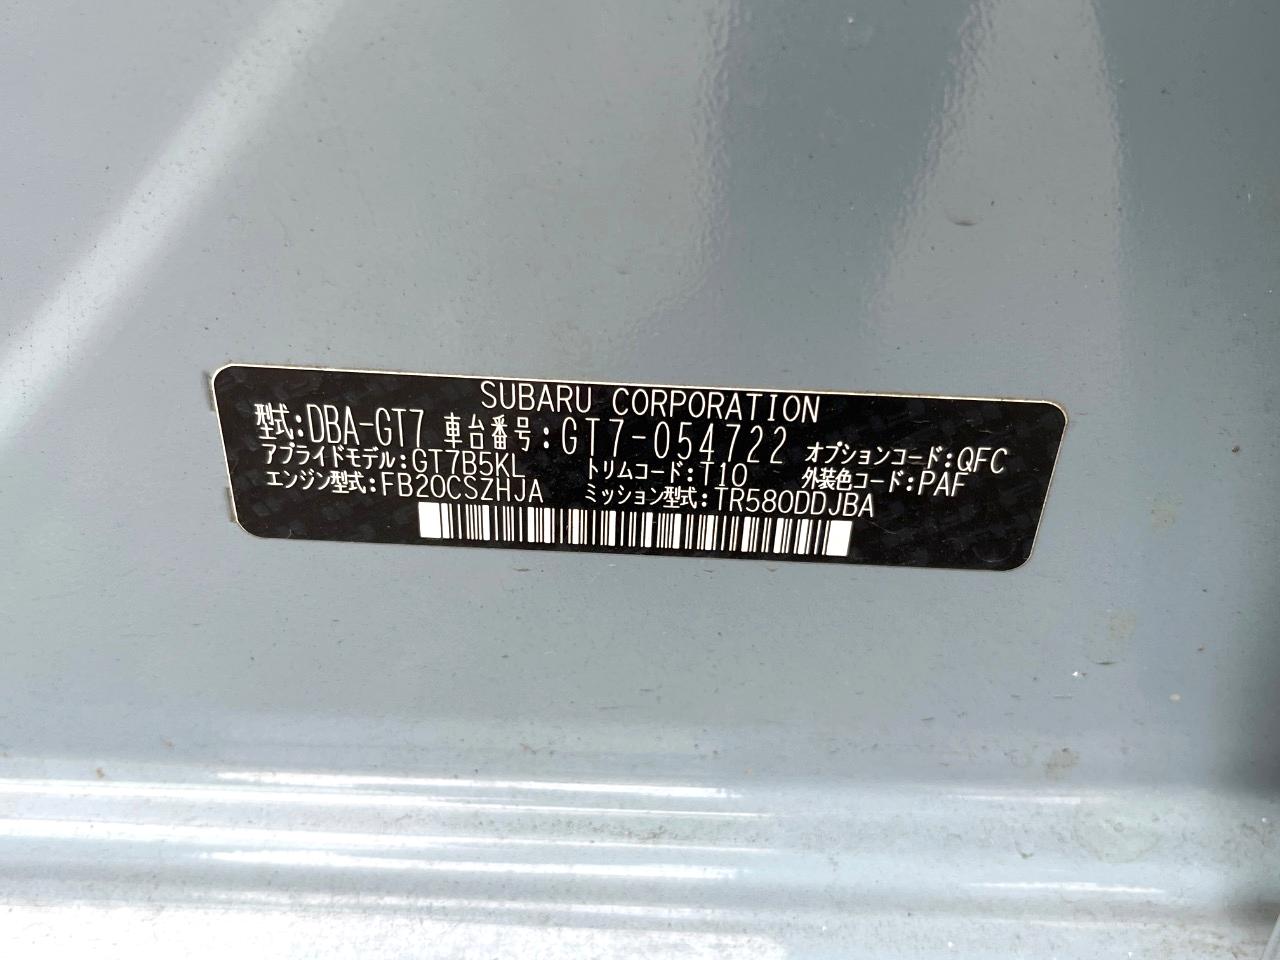 SUBARU CORPORATION
型式:DBA-GT7 車台番号:GT7-054722 オプションコード:QFC
アプライドモデル:GT7B5KL トリムコード:T10 外装色コード:PAF
エンジン型式:FB20CSZHJA ミッション型式:TR580DDJBA